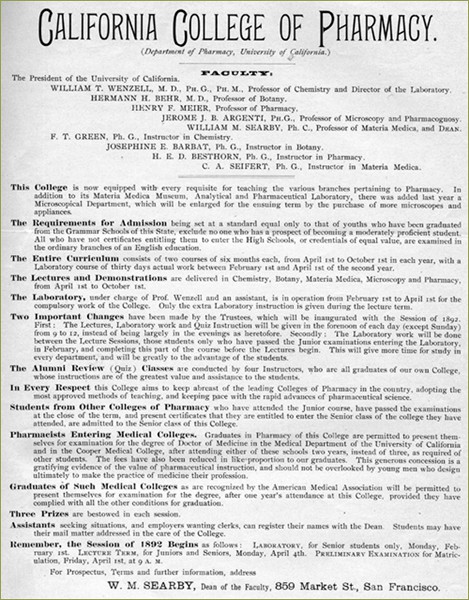 CALIFORNIA COLLEGE OF PHARMACY.
(Department of Pharmacy, University of California.)
FACULTY:
The President of the University of California.
WILLIAM T. WENZELL, M. D., PH. G., PH. M., Professor of Chemistry and Director of the Laboratory.
HERMANN H. BEHR, M. D., Professor of Botany.
HENRY F. MEIER, Professor of Pharmacy.
JEROME J. B. ARGENTI, PH.G., Professor of Microscopy and Pharmacognosy.
WILLIAM M. SEARBY, Ph. C., Professor of Materia Medica, and DEAN.
F. T. GREEN, Ph. G., Instructor in Chemistry.
JOSEPHINE E. BARBAT, Ph. G., Instructor in Botany.
H. E. D. BESTHORN, Ph. G., Instructor in Pharmacy.
C. A. SEIFERT, Ph. G., Instructor in Materia Medica.
This College is now equipped with every requisite for teaching the various branches pertaining to Pharmacy. In
addition to its Materia Medica Museum, Analytical and Pharmaceutical Laboratory, there was added last year a
Microscopical Department, which will be enlarged for the ensuing term by the purchase of more microscopes and
appliances.
The Requirements for Admission being set at a standard equal only to that of youths who have been graduated
from the Grammar Schools of this State, exclude no one who has a prospect of becoming a moderately proficient student.
All who have not certificates entitling them to enter the High Schools, or credentials of equal value, are examined in
the ordinary branches of an English education.
The Entire Curriculum consists of two courses of six months each, from April 1st to October 1st in each year, with a
Laboratory course of thirty days actual work between February 1st and April 1st of the second year.
The Lectures and Demonstrations are delivered in Chemistry, Botany, Materia Medica, Microscopy and Pharmacy,
from April 1st to October 1st.
The Laboratory, under charge of Prof. Wenzell and an assistant, is in operation from February 1st to April 1st for the
compulsory work of the College. Only the extra Laboratory instruction is given during the lecture term.
Two Important Changes have been made by the Trustees, which will be inaugurated with the Session of 1892.
First: The Lectures, Laboratory work and Quiz Instruction will be given in the forenoon of each day (except Sunday)
from 9 to 12, instead of being largely in the evenings as heretofore. Secondly: The Laboratory work will be done
between the Lecture Sessions, those students only who have passed the Junior examinations entering the Laboratory,
in February, and completing this part of the course before the Lectures begin. This will give more time for study in
every department, and will be greatly to the advantage of the students.
The Alumni Review (Quiz) Classes are conducted by four Instructors, who are all graduates of our own College,
whose instructions are of the greatest value and assistance to the students.
In Every Respect this College aims to keep abreast of the leading Colleges of Pharmacy in the country, adopting the
most approved methods of teaching, and keeping pace with the rapid advances of pharmaceutical science.
Students from Other Colleges of Pharmacy who have attended the Junior course, have passed the examinations
at the close of the term, and present certificates that they are entitled to enter the Senior class of the college they have
attended, are admitted to the Senior class of this College.
Pharmacists Entering Medical Colleges. Graduates in Pharmacy of this College are permitted to present them-
selves for examination for the degree of Doctor of Medicine in the Medical Department of the University of California
and in the Cooper Medical College, after attending either of these schools two years, instead of three, as required of
other students. The fees have also been reduced in like-proportion to our graduates. This generous concession is a
gratifying evidence of the value of pharmaceutical instruction, and should not be overlooked by young men who design
ultimately to make the practice of medicine their profession.
Graduates of Such Medical Colleges as are recognized by the American Medical Association will be permitted to
present themselves for examination for the degree, after one year's attendance at this College, provided they have
complied with all the other conditions for graduation.
Three Prizes are bestowed in each session.
Assistants seeking situations, and employers wanting clerks, can register their names with the Dean. Students may have
their mail matter addressed in the care of the College.
Remember, the Session of 1892 Begins as follows: LABORATORY, for Senior students only, Monday, Feb-
ruary 1st. LECTURE TERM, for Juniors and Seniors, Monday, April 4th. PRELIMINARY EXAMINATION for Matric-
ulation, Friday, April 1st, at 9 A. M.
For Prospectus, Terms and further information, address
W. M. SEARBY, Dean of the Faculty, 859 Market St., San Francisco.